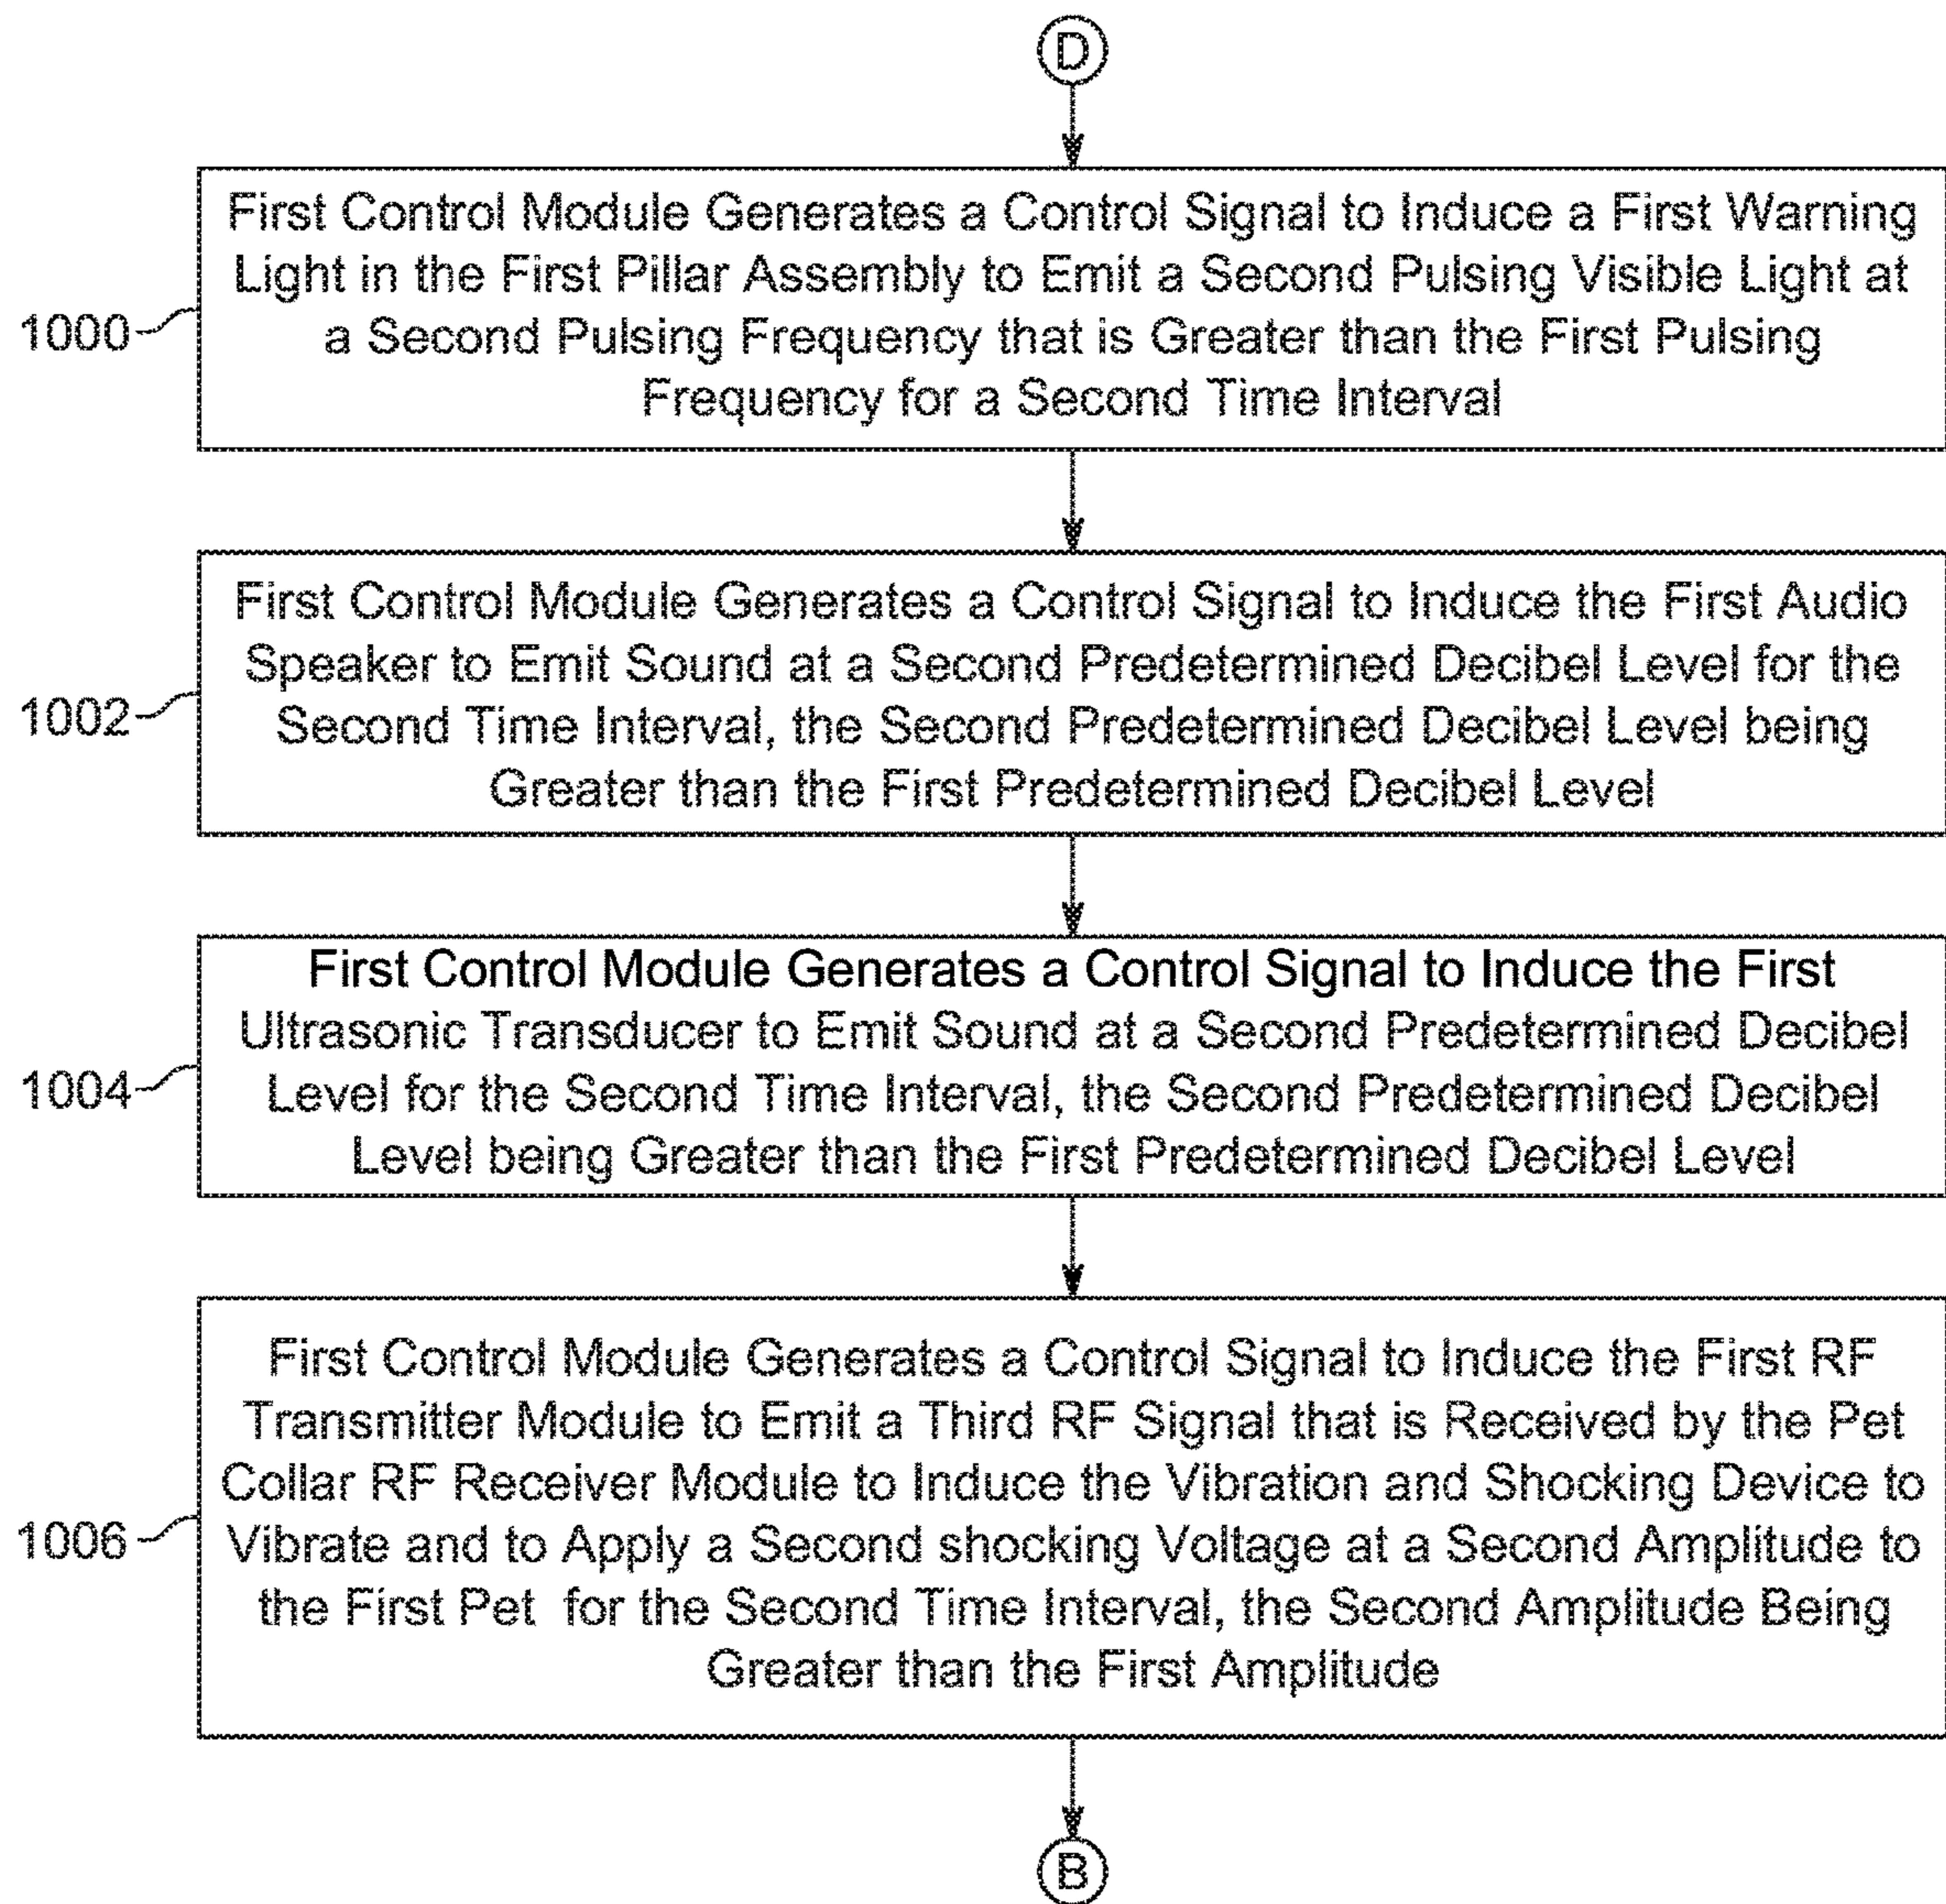 D
First Control Module Generates a Control Signal to Induce a First Warning
Light in the First Pillar Assembly to Emit a Second Pulsing Visible Light at
a Second Pulsing Frequency that is Greater than the First Pulsing
Frequency for a Second Time Interval
1000
First Control Module Generates a Control Signal to Induce the First Audio
Speaker to Emit Sound at a Second Predetermined Decibel Level for the
Second Time Interval, the Second Predetermined Decibel Level being
Greater than the First Predetermined Decibel Level
1002
First Control Module Generates a Control Signal to Induce the First
Ultrasonic Transducer to Emit Sound at a Second Predetermined Decibel
Level for the Second Time Interval, the Second Predetermined Decibel
Level being Greater than the First Predetermined Decibel Level
1004
First Control Module Generates a Control Signal to Induce the First RF
Transmitter Module to Emit a Third RF Signal that is Received by the Pet
Collar RF Receiver Module to Induce the Vibration and Shocking Device to
Vibrate and to Apply a Second shocking Voltage at a Second Amplitude to
the First Pet for the Second Time Interval, the Second Amplitude Being
Greater than the First Amplitude
1006
B